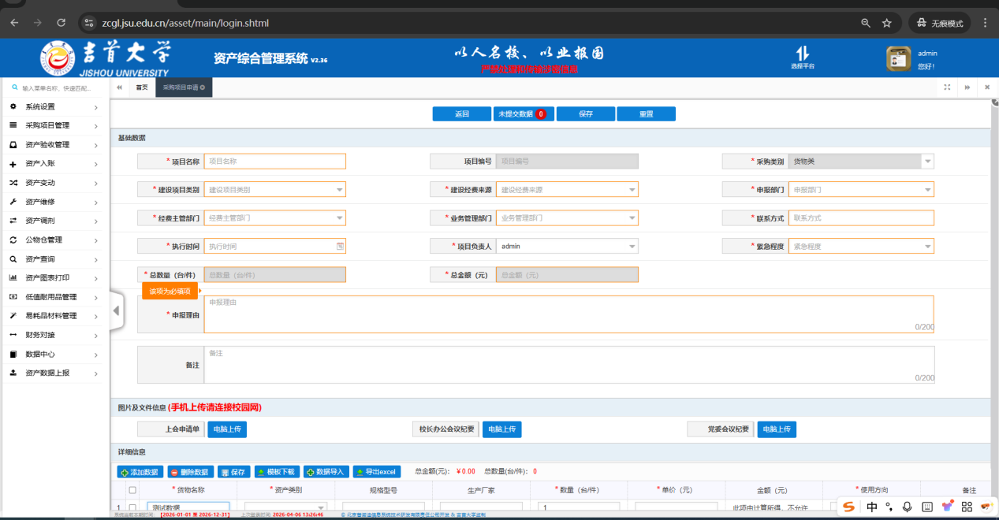 zcgl.jsu.edu.cn/asset/main/login.shtml 无痕模式
吉首大学
JISHOU UNIVERSITY
资产综合管理系统 V2.36
以人名校、以业报国
严禁处理和传输涉密信息
选择平台
admin
您好!
输入菜单名称、快速匹配... 首页 采购项目申请
系统设置
采购项目管理
资产验收管理
资产入账
资产变动
资产维修
资产调剂
公物仓管理
资产查询
资产图表打印
低值耐用品管理
易耗品材料管理
财务对接
数据中心
资产数据上报
返回 未提交数据 0 保存 重置
基础数据
* 项目名称 项目名称 项目编号 项目编号 * 采购类别 货物类
* 建设项目类别 建设项目类别 * 建设经费来源 建设经费来源 * 申报部门 申报部门
* 经费主管部门 经费主管部门 * 业务管理部门 业务管理部门 * 联系方式 联系方式
* 执行时间 执行时间 * 项目负责人 admin * 紧急程度 紧急程度
* 总数量（台/件） 总数量（台/件） * 总金额（元） 总金额（元）
该项为必填项
* 申报理由 申报理由
0/200
备注 备注
0/200
图片及文件信息 (手机上传请连接校园网)
上会申请单 电脑上传 校长办公会议纪要 电脑上传 党委会议纪要 电脑上传
详细信息
添加数据 删除数据 保存 模板下载 数据导入 导出excel 总金额(元): ￥0.00 总数量(台/件): 0
* 货物名称 * 资产类别 规格型号 生产厂家 * 数量（台/件） * 单价（元） 金额（元） * 使用方向 备注
1 测试数据 1 此项由计算所得，不允许
中
【2026-01-01 至 2026-12-31】 上次登录时间: 2026-04-06 13:26:46